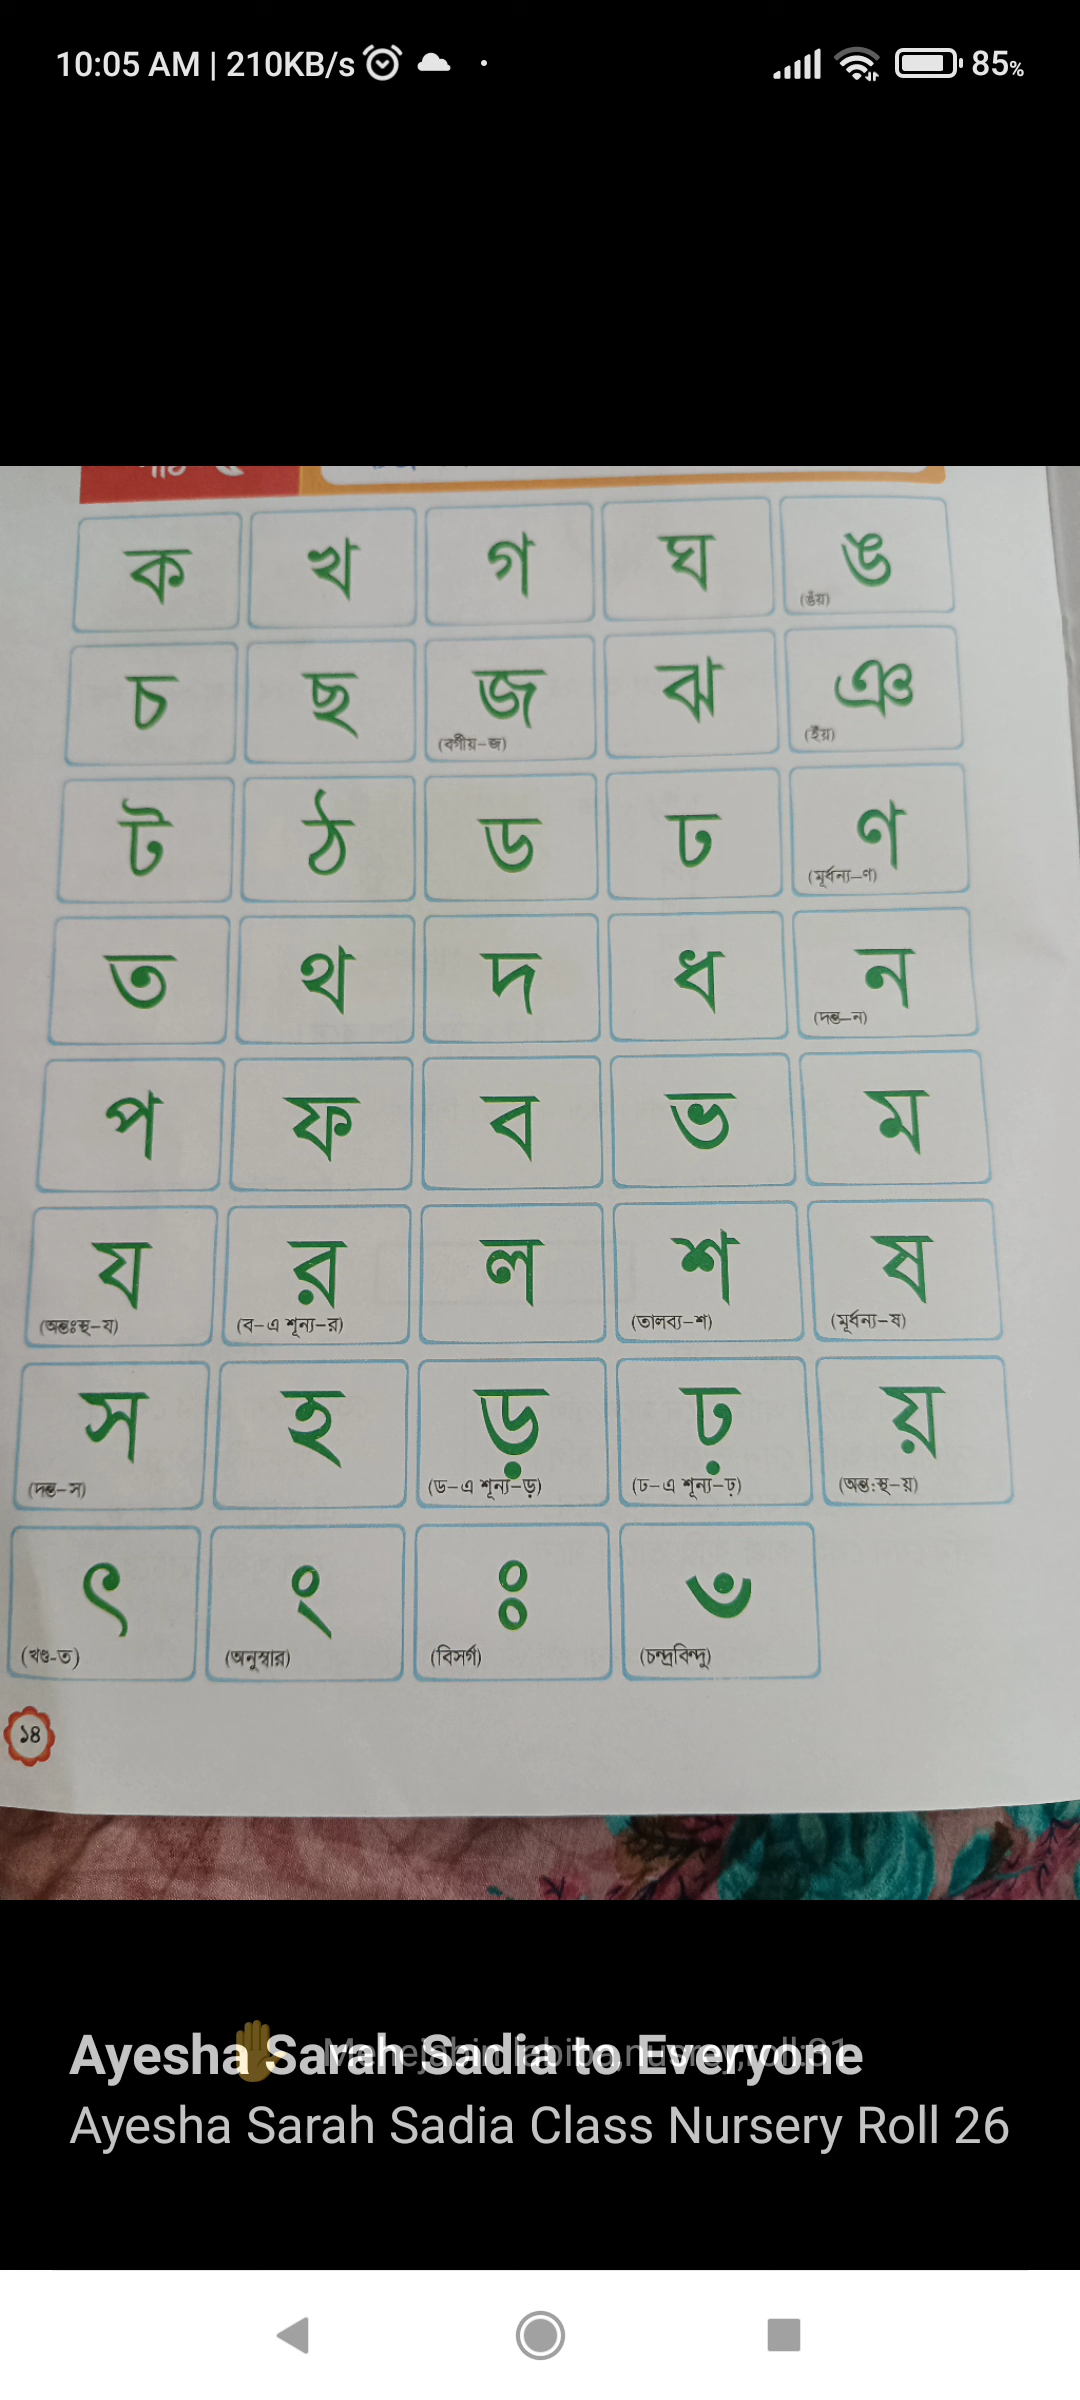 10:05 AM | 210KB/s
85%
ক খ গ ঘ ঙ
(ঙঁয়)
চ ছ জ ঝ ঞ
(বর্গীয়-জ) (ইঁয়)
ট ঠ ড ঢ ণ
(মূর্ধন্য-ণ)
ত থ দ ধ ন
(দন্ত-ন)
প ফ ব ভ ম
য র ল শ ষ
(অন্তঃস্থ-য) (ব-এ শূন্য-র) (তালব্য-শ) (মূর্ধন্য-ষ)
স হ ড় ঢ় য়
(দন্ত-স) (ড-এ শূন্য-ড়) (ঢ-এ শূন্য-ঢ়) (অন্ত:স্থ-য়)
ৎ ং ঃ ঁ
(খণ্ড-ত) (অনুস্বার) (বিসর্গ) (চন্দ্রবিন্দু)
১৪
Ayesha Sarah Sadia to Everyone
Ayesha Sarah Sadia Class Nursery Roll 26